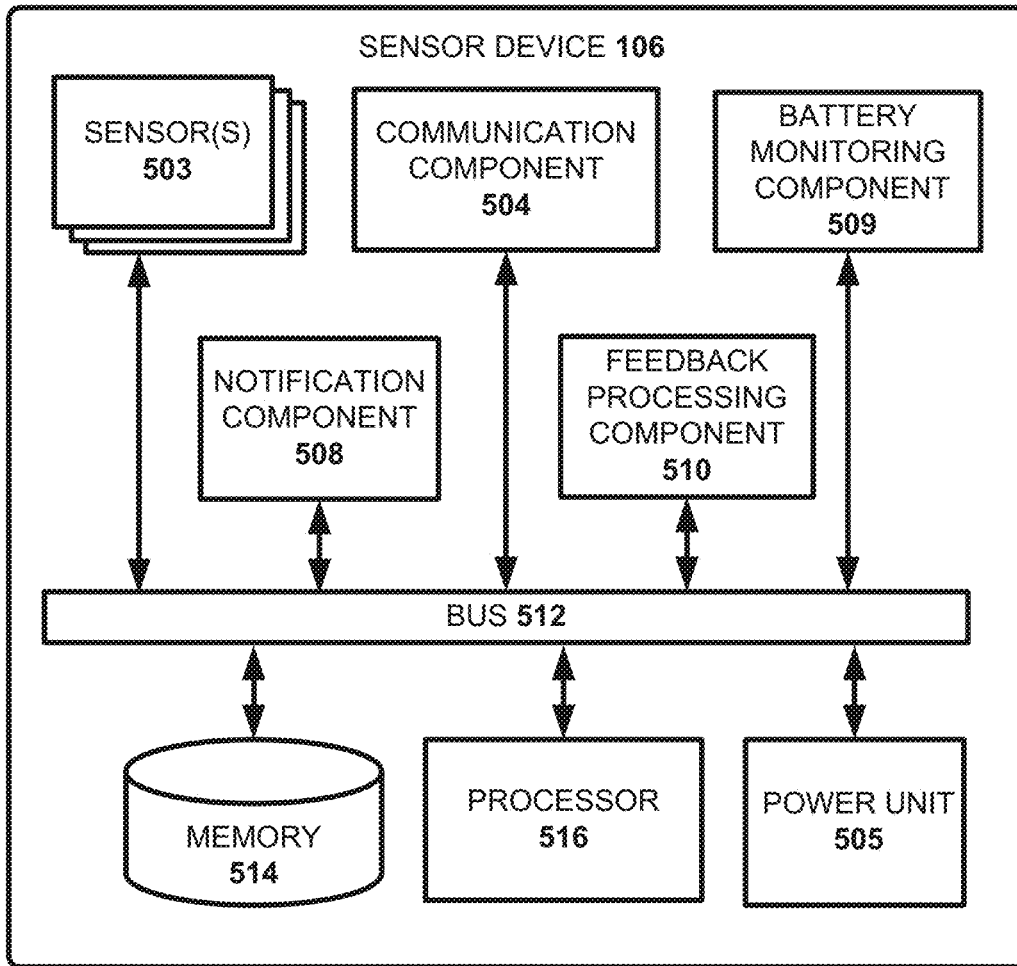 SENSOR DEVICE 106
SENSOR(S)
503
COMMUNICATION
COMPONENT
504
BATTERY
MONITORING
COMPONENT
509
NOTIFICATION
COMPONENT
508
FEEDBACK
PROCESSING
COMPONENT
510
BUS 512
MEMORY
514
PROCESSOR
516
POWER UNIT
505